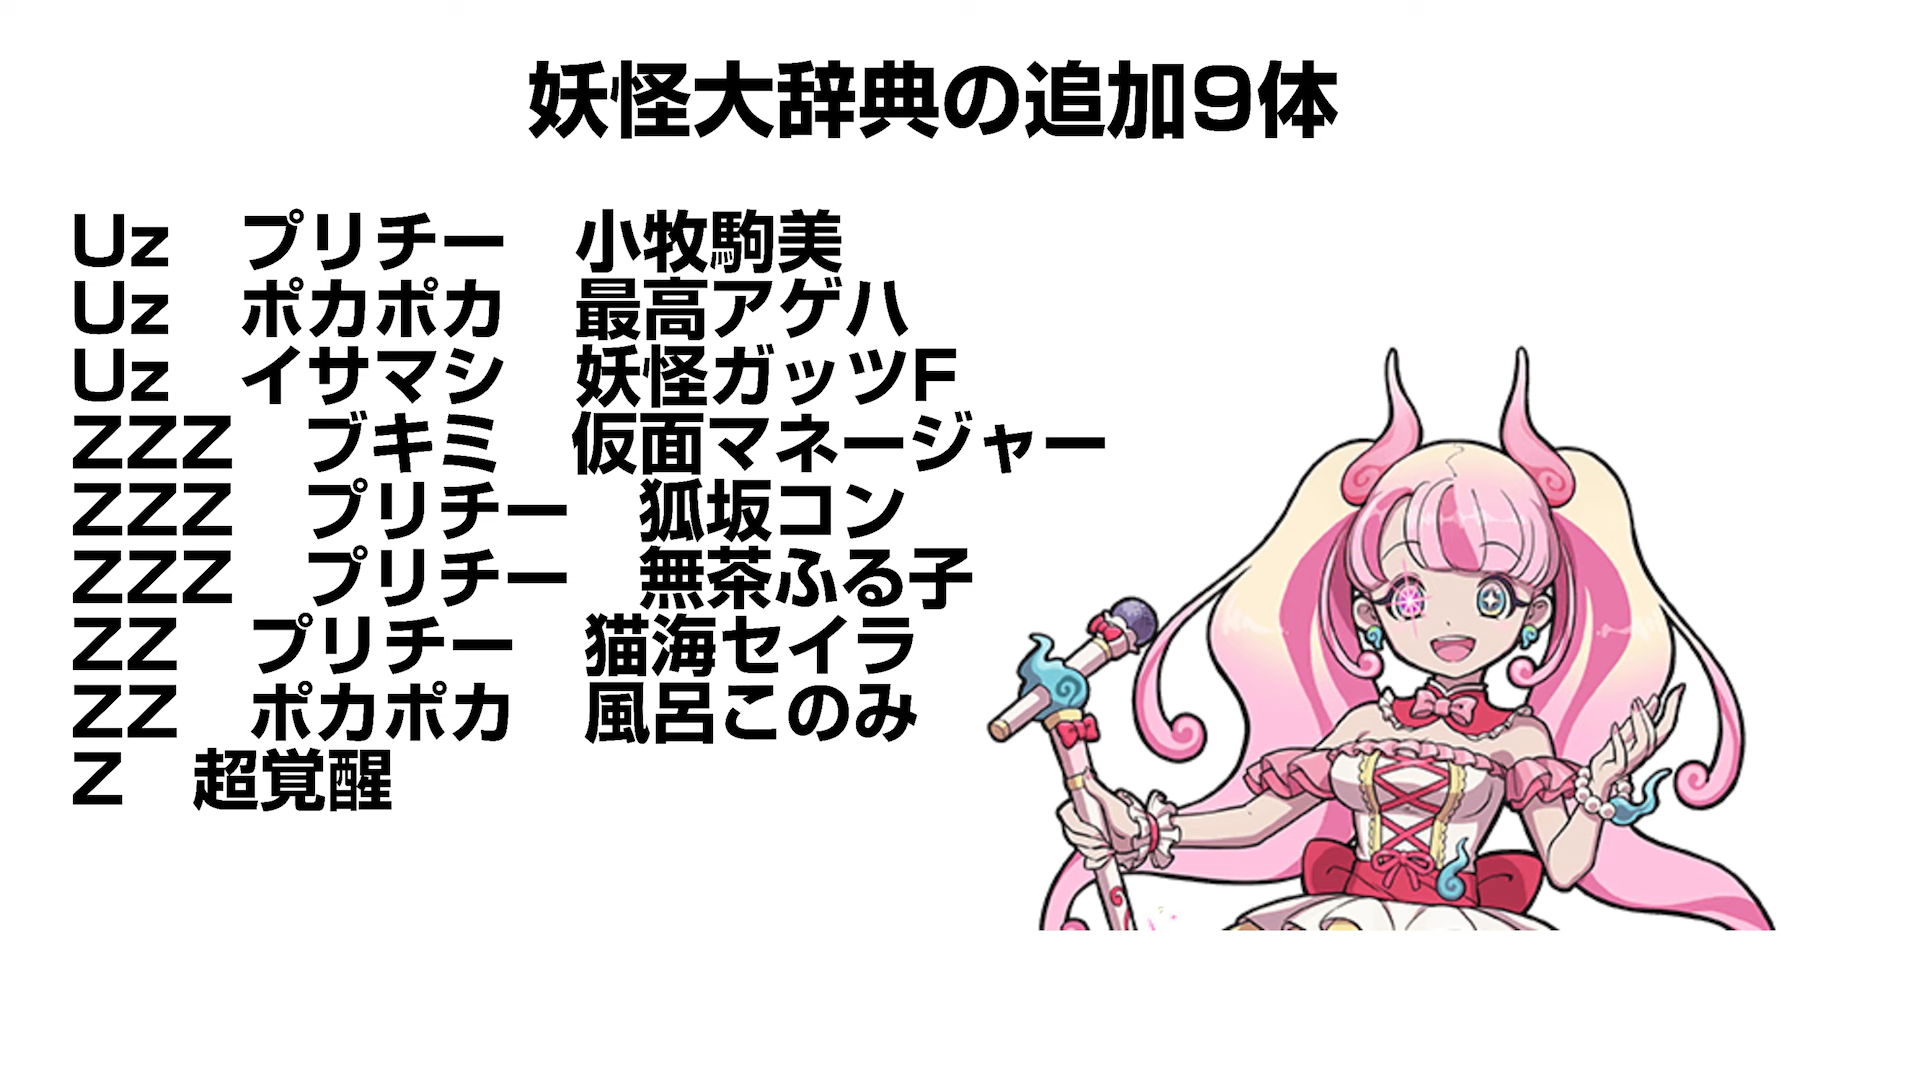 妖怪大辞典の追加9体
Uz　プリチー　小牧駒美
Uz　ポカポカ　最高アゲハ
Uz　イサマシ　妖怪ガッツF
ZZZ　ブキミ　仮面マネージャー
ZZZ　プリチー　狐坂コン
ZZZ　プリチー　無茶ふる子
ZZ　プリチー　猫海セイラ
ZZ　ポカポカ　風呂このみ
Z　超覚醒